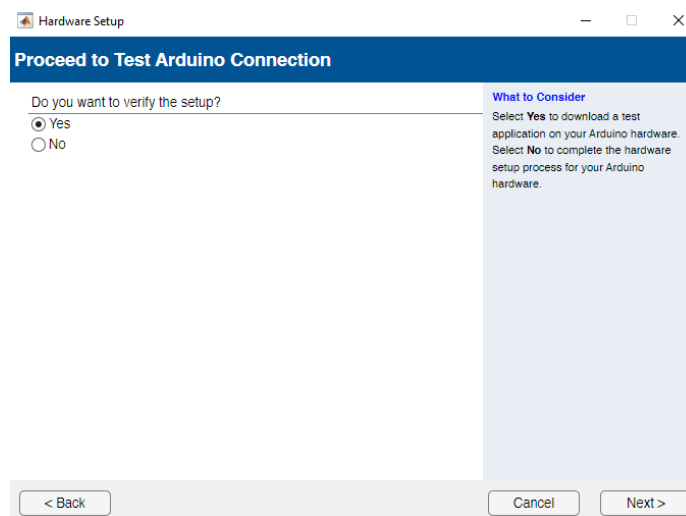 Hardware Setup
Proceed to Test Arduino Connection
Do you want to verify the setup?
Yes
No
What to Consider
Select Yes to download a test
application on your Arduino hardware.
Select No to complete the hardware
setup process for your Arduino
hardware.
< Back
Cancel
Next >